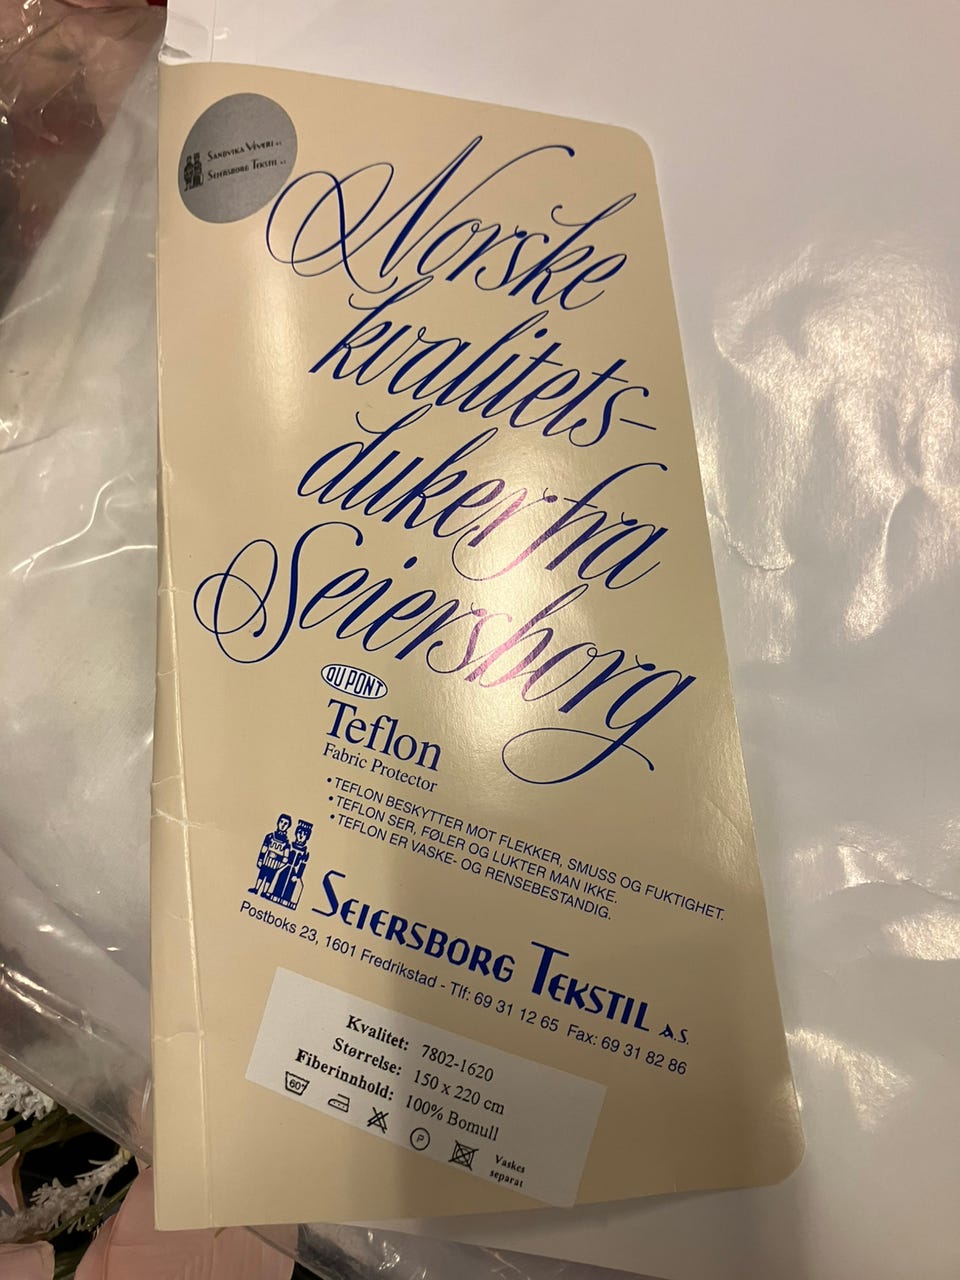 SANDVIKA VEVERI A.S
SEIERSBORG TEKSTIL A.S
Norske
kvalitets-
duker fra
Seiersborg
DU PONT
Teflon
Fabric Protector
• TEFLON BESKYTTER MOT FLEKKER, SMUSS OG FUKTIGHET.
• TEFLON SER, FØLER OG LUKTER MAN IKKE.
• TEFLON ER VASKE- OG RENSEBESTANDIG.
SEIERSBORG TEKSTIL A.S.
Postboks 23, 1601 Fredrikstad - Tlf: 69 31 12 65 Fax: 69 31 82 86
Kvalitet: 7802-1620
Størrelse: 150 x 220 cm
Fiberinnhold: 100% Bomull
60° P Vaskes
separat